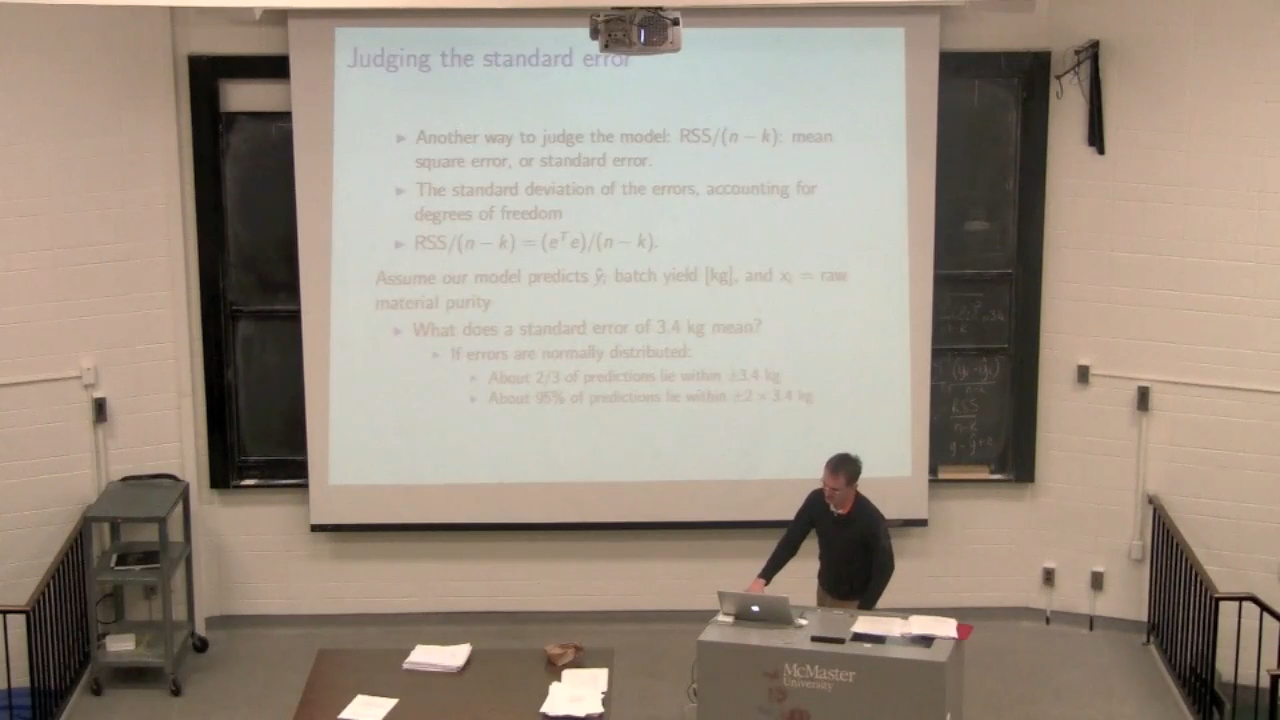 Judging the standard error
▸ Another way to judge the model: RSS/(n − k): mean
square error, or standard error.
▸ The standard deviation of the errors, accounting for
degrees of freedom
▸ RSS/(n − k) = (eᵀe)/(n − k).
Assume our model predicts ŷᵢ batch yield [kg], and xᵢ = raw
material purity
▸ What does a standard error of 3.4 kg mean?
▸ If errors are normally distributed:
▸ About 2/3 of predictions lie within ±3.4 kg
▸ About 95% of predictions lie within ±2 × 3.4 kg
RSS
n-k
McMaster
University